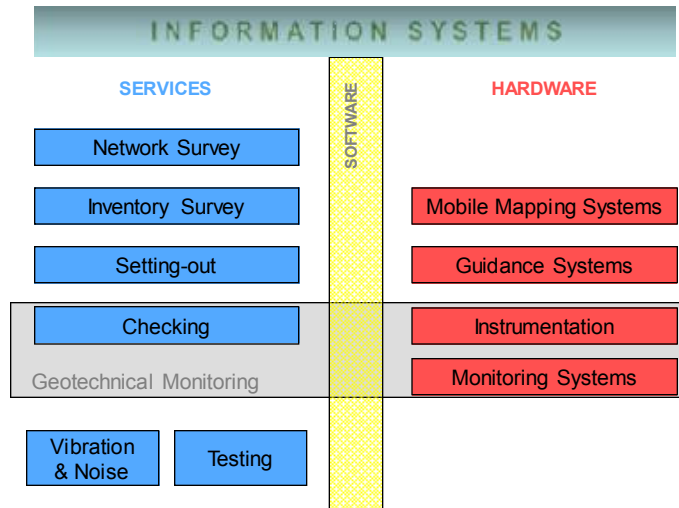 INFORMATION SYSTEMS
SERVICES
SOFTWARE
HARDWARE
Network Survey
Inventory Survey
Mobile Mapping Systems
Setting-out
Guidance Systems
Checking
Instrumentation
Geotechnical Monitoring
Monitoring Systems
Vibration
& Noise
Testing